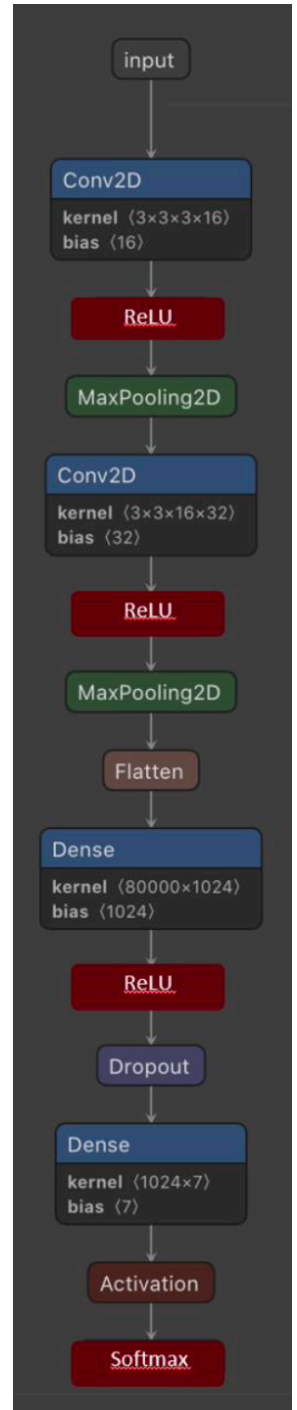 input
Conv2D
kernel ⟨3×3×3×16⟩
bias ⟨16⟩
ReLU
MaxPooling2D
Conv2D
kernel ⟨3×3×16×32⟩
bias ⟨32⟩
ReLU
MaxPooling2D
Flatten
Dense
kernel ⟨80000×1024⟩
bias ⟨1024⟩
ReLU
Dropout
Dense
kernel ⟨1024×7⟩
bias ⟨7⟩
Activation
Softmax